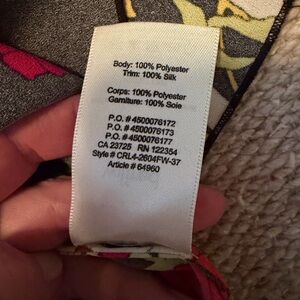 Body: 100% Polyester
Trim: 100% Silk
Corps: 100% Polyester
Garniture: 100% Soie
P.O. # 4500076172
P.O. # 4500076173
P.O. # 4500076177
CA 23725 RN 122354
Style # CRL4-2604FW-37
Article # 64960